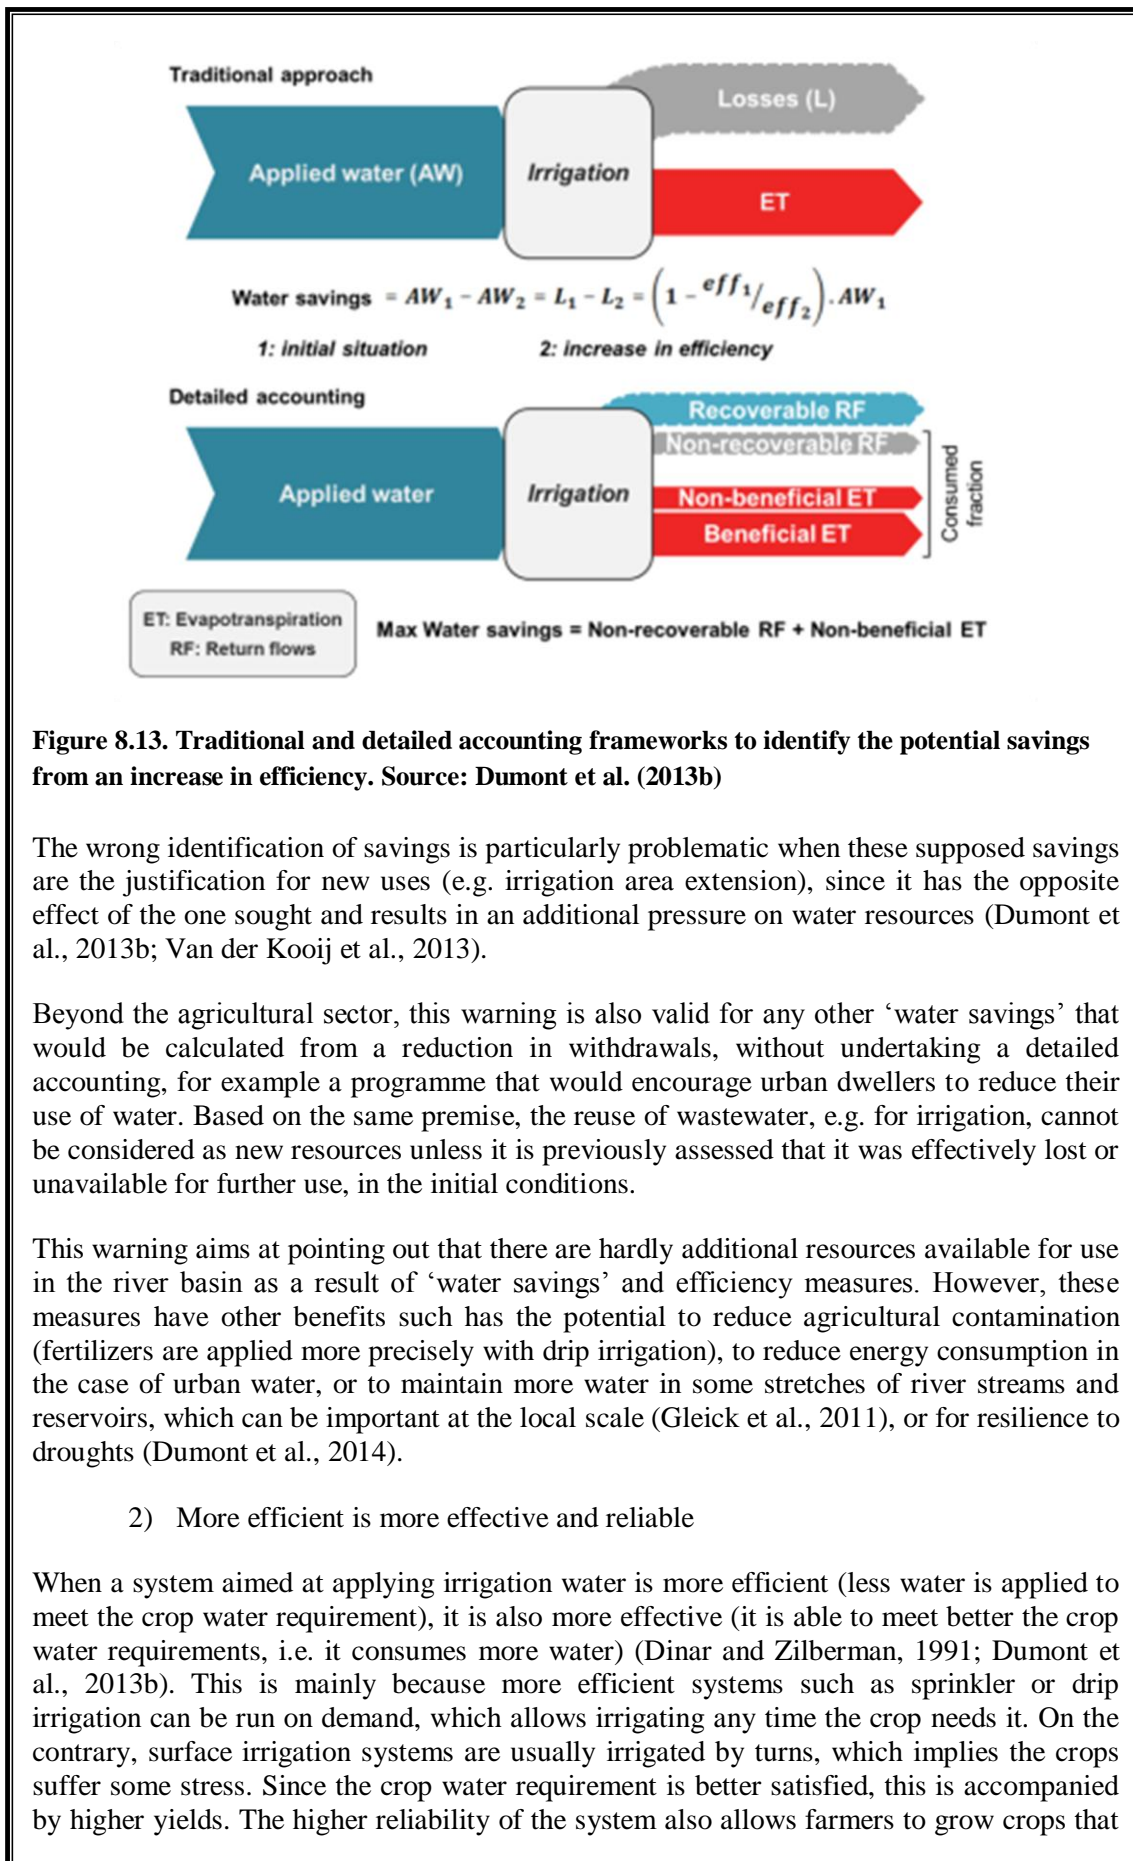 Traditional approach
Losses (L)
Applied water (AW)
Irrigation
ET
Water savings = AW₁ − AW₂ = L₁ − L₂ = (1 − eff₁/eff₂). AW₁
1: initial situation 2: increase in efficiency
Detailed accounting
Recoverable RF
Non-recoverable RF
Applied water
Irrigation
Non-beneficial ET
Beneficial ET
Consumed
fraction
ET: Evapotranspiration
RF: Return flows
Max Water savings = Non-recoverable RF + Non-beneficial ET
Figure 8.13. Traditional and detailed accounting frameworks to identify the potential savings
from an increase in efficiency. Source: Dumont et al. (2013b)
The wrong identification of savings is particularly problematic when these supposed savings
are the justification for new uses (e.g. irrigation area extension), since it has the opposite
effect of the one sought and results in an additional pressure on water resources (Dumont et
al., 2013b; Van der Kooij et al., 2013).
Beyond the agricultural sector, this warning is also valid for any other ‘water savings’ that
would be calculated from a reduction in withdrawals, without undertaking a detailed
accounting, for example a programme that would encourage urban dwellers to reduce their
use of water. Based on the same premise, the reuse of wastewater, e.g. for irrigation, cannot
be considered as new resources unless it is previously assessed that it was effectively lost or
unavailable for further use, in the initial conditions.
This warning aims at pointing out that there are hardly additional resources available for use
in the river basin as a result of ‘water savings’ and efficiency measures. However, these
measures have other benefits such has the potential to reduce agricultural contamination
(fertilizers are applied more precisely with drip irrigation), to reduce energy consumption in
the case of urban water, or to maintain more water in some stretches of river streams and
reservoirs, which can be important at the local scale (Gleick et al., 2011), or for resilience to
droughts (Dumont et al., 2014).
2) More efficient is more effective and reliable
When a system aimed at applying irrigation water is more efficient (less water is applied to
meet the crop water requirement), it is also more effective (it is able to meet better the crop
water requirements, i.e. it consumes more water) (Dinar and Zilberman, 1991; Dumont et
al., 2013b). This is mainly because more efficient systems such as sprinkler or drip
irrigation can be run on demand, which allows irrigating any time the crop needs it. On the
contrary, surface irrigation systems are usually irrigated by turns, which implies the crops
suffer some stress. Since the crop water requirement is better satisfied, this is accompanied
by higher yields. The higher reliability of the system also allows farmers to grow crops that